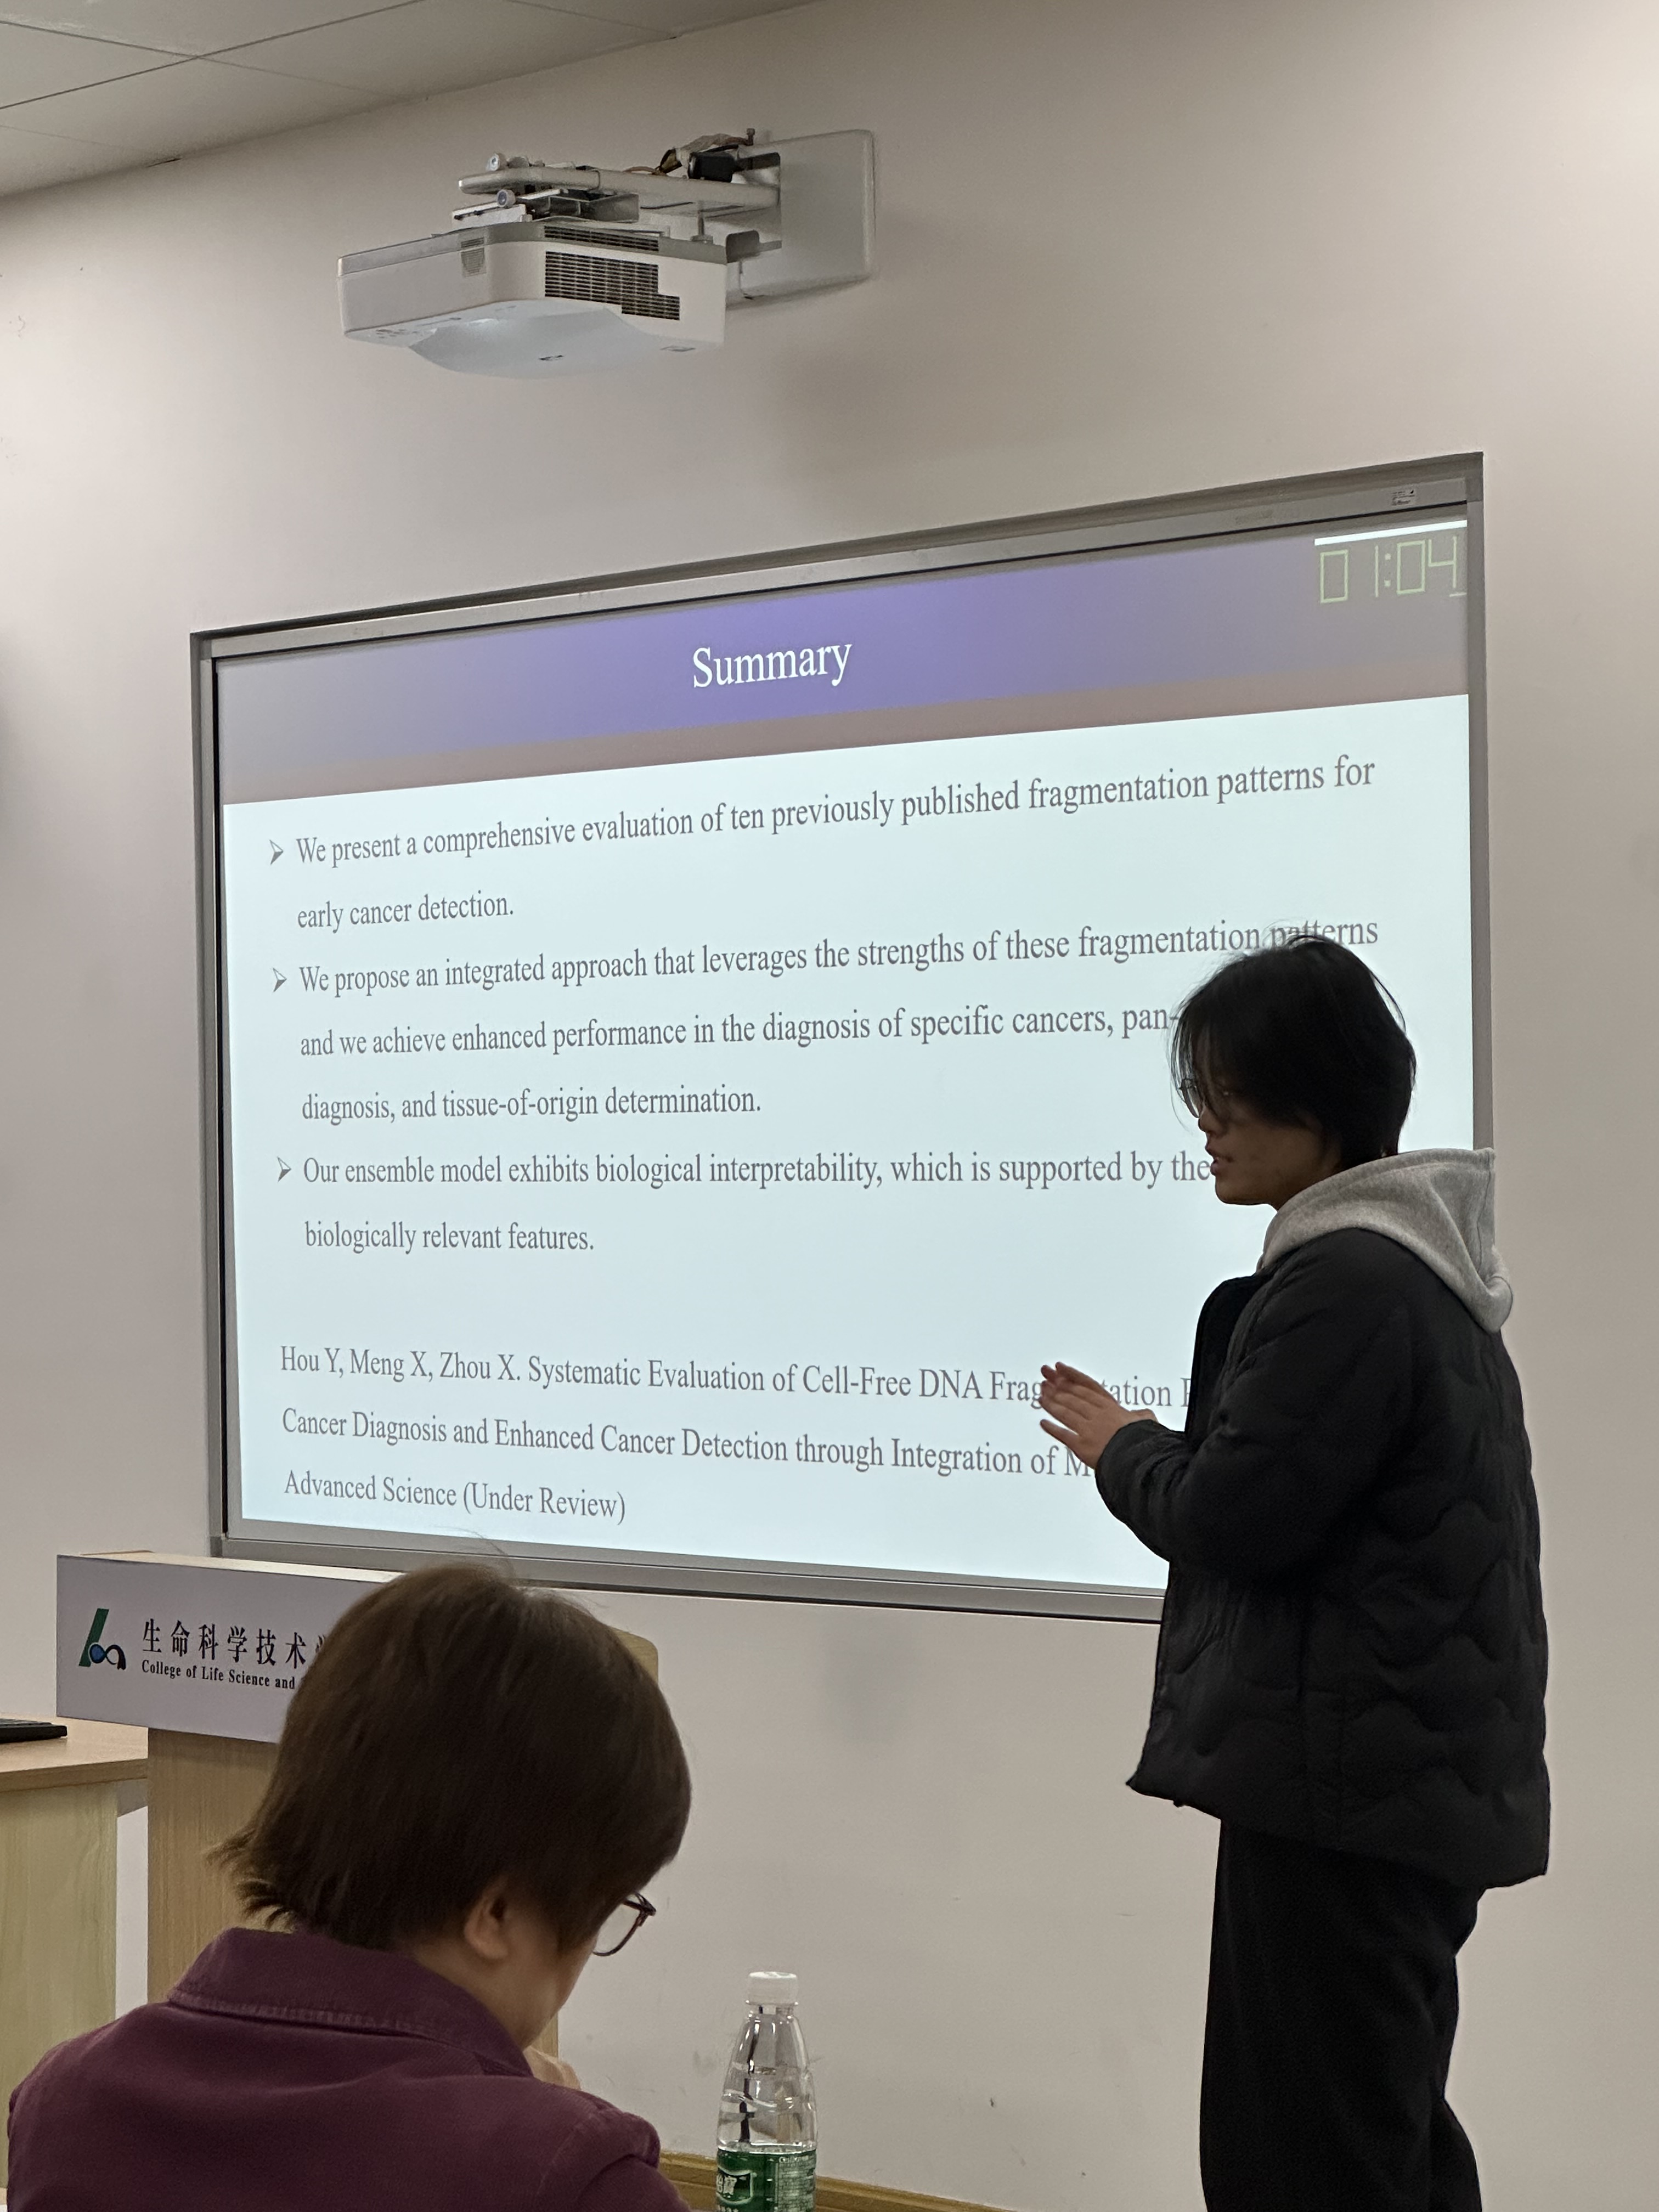 01:04
Summary
➢ We present a comprehensive evaluation of ten previously published fragmentation patterns for
early cancer detection.
➢ We propose an integrated approach that leverages the strengths of these fragmentation patterns
and we achieve enhanced performance in the diagnosis of specific cancers, pan-
diagnosis, and tissue-of-origin determination.
➢ Our ensemble model exhibits biological interpretability, which is supported by the
biologically relevant features.
Hou Y, Meng X, Zhou X. Systematic Evaluation of Cell-Free DNA
Cancer Diagnosis and Enhanced Cancer Detection through Integration of
Advanced Science (Under Review)
生命科学技术
College of Life Science and